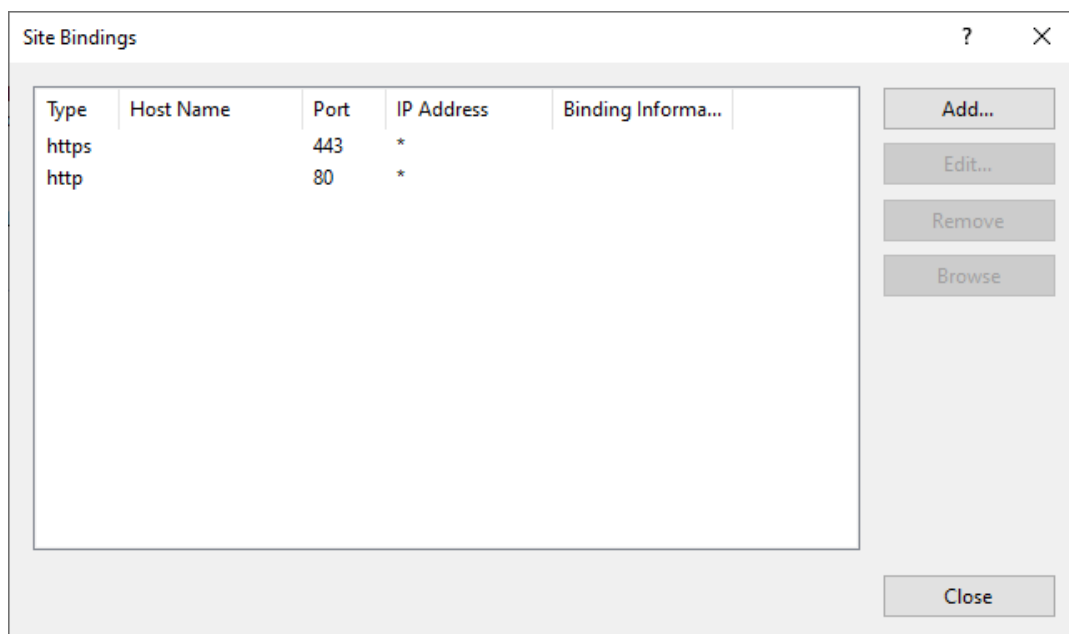 Site Bindings ? ×
Type Host Name Port IP Address Binding Informa...
https 443 *
http 80 *
Add...
Edit...
Remove
Browse
Close